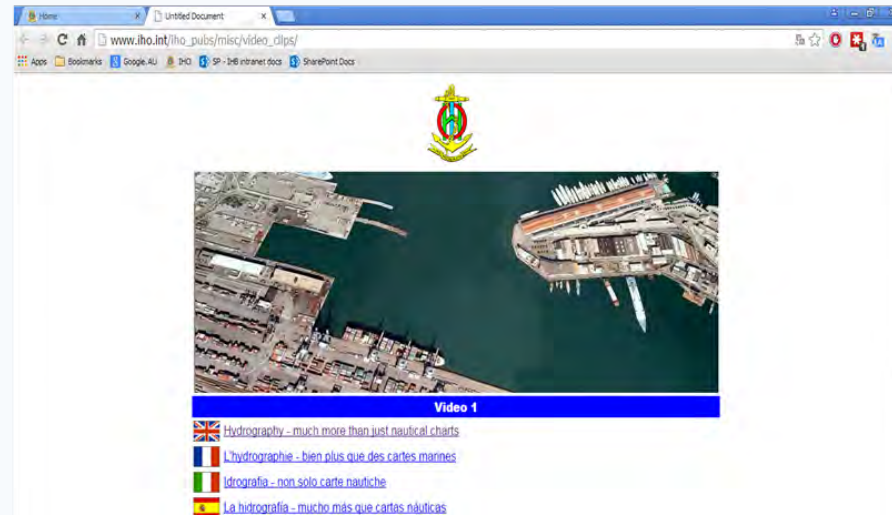 Home
Untitled Document
www.iho.int/iho_pubs/misc/video_clips/
Apps Bookmarks Google.AU IHO SP - IHB intranet docs SharePoint Docs
Video 1
Hydrography - much more than just nautical charts
L'hydrographie - bien plus que des cartes marines
Idrografia - non solo carte nautiche
La hidrografía - mucho más que cartas náuticas